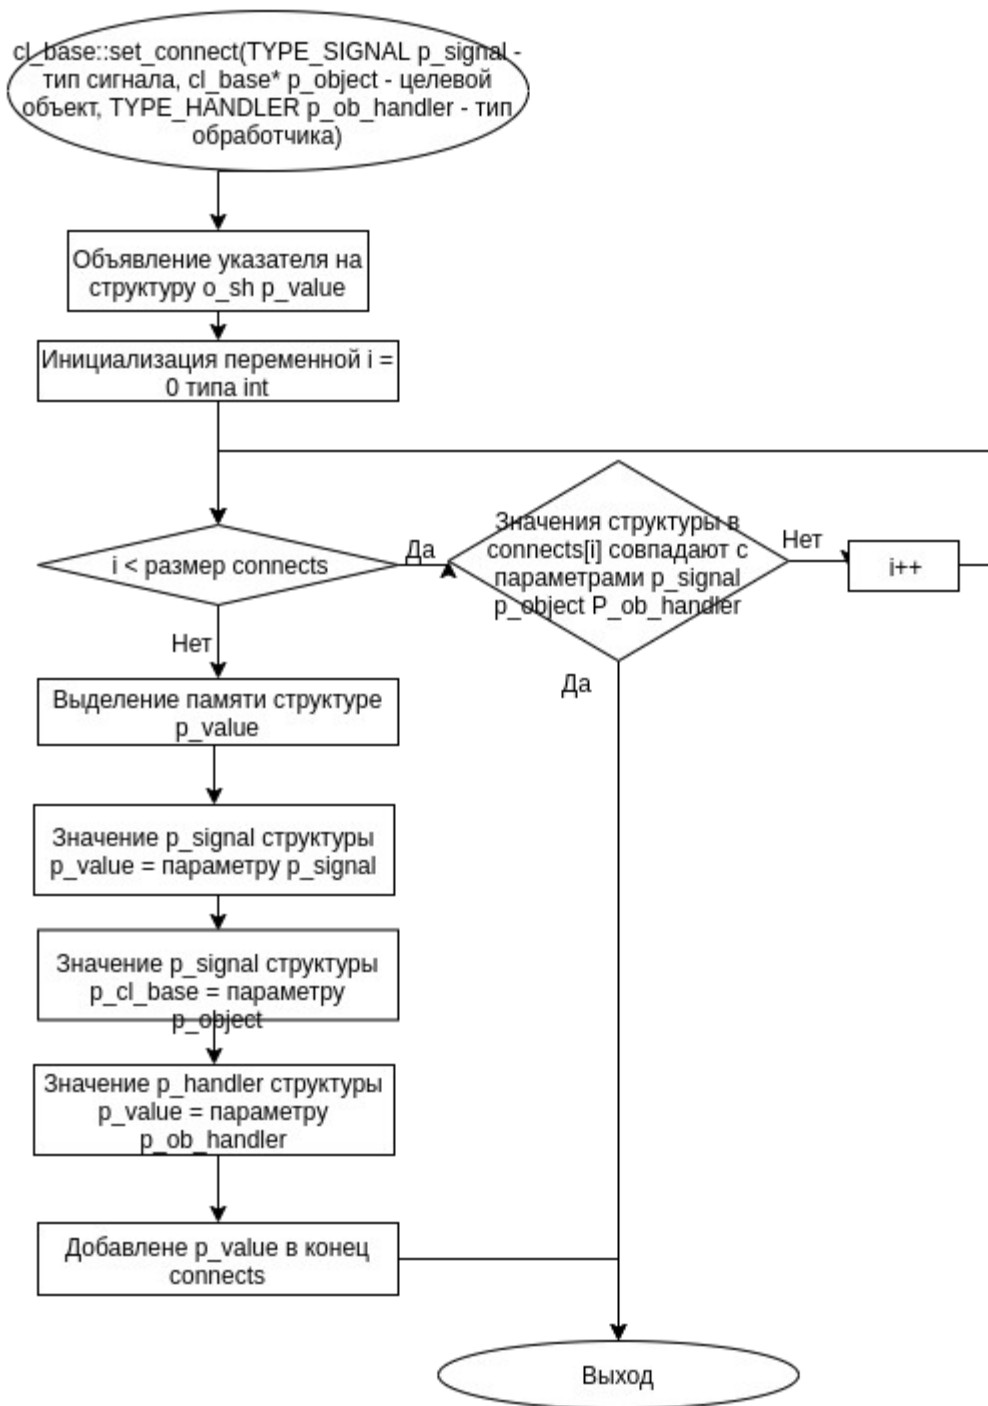 cl_base::set_connect(TYPE_SIGNAL p_signal -
тип сигнала, cl_base* p_object - целевой
объект, TYPE_HANDLER p_ob_handler - тип
обработчика)
Объявление указателя на
структуру o_sh p_value
Инициализация переменной i =
0 типа int
i < размер connects
Да
Значения структуры в
connects[i] совпадают с
параметрами p_signal
p_object P_ob_handler
Нет
i++
Нет
Да
Выделение памяти структуре
p_value
Значение p_signal структуры
p_value = параметру p_signal
Значение p_signal структуры
p_cl_base = параметру
p_object
Значение p_handler структуры
p_value = параметру
p_ob_handler
Добавлене p_value в конец
connects
Выход